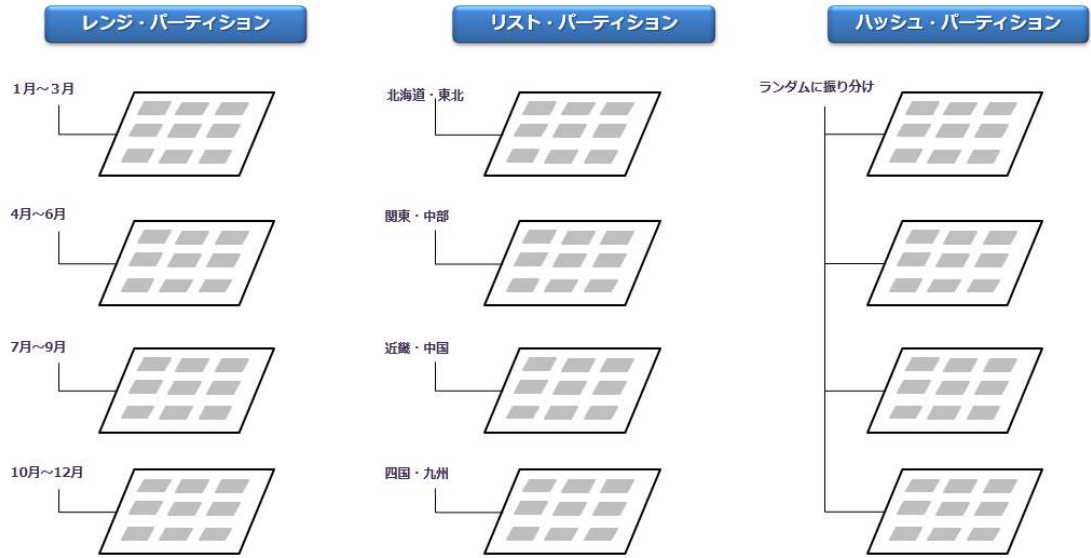 レンジ・パーティション
リスト・パーティション
ハッシュ・パーティション
1月～3月
4月～6月
7月～9月
10月～12月
北海道・東北
関東・中部
近畿・中国
四国・九州
ランダムに振り分け